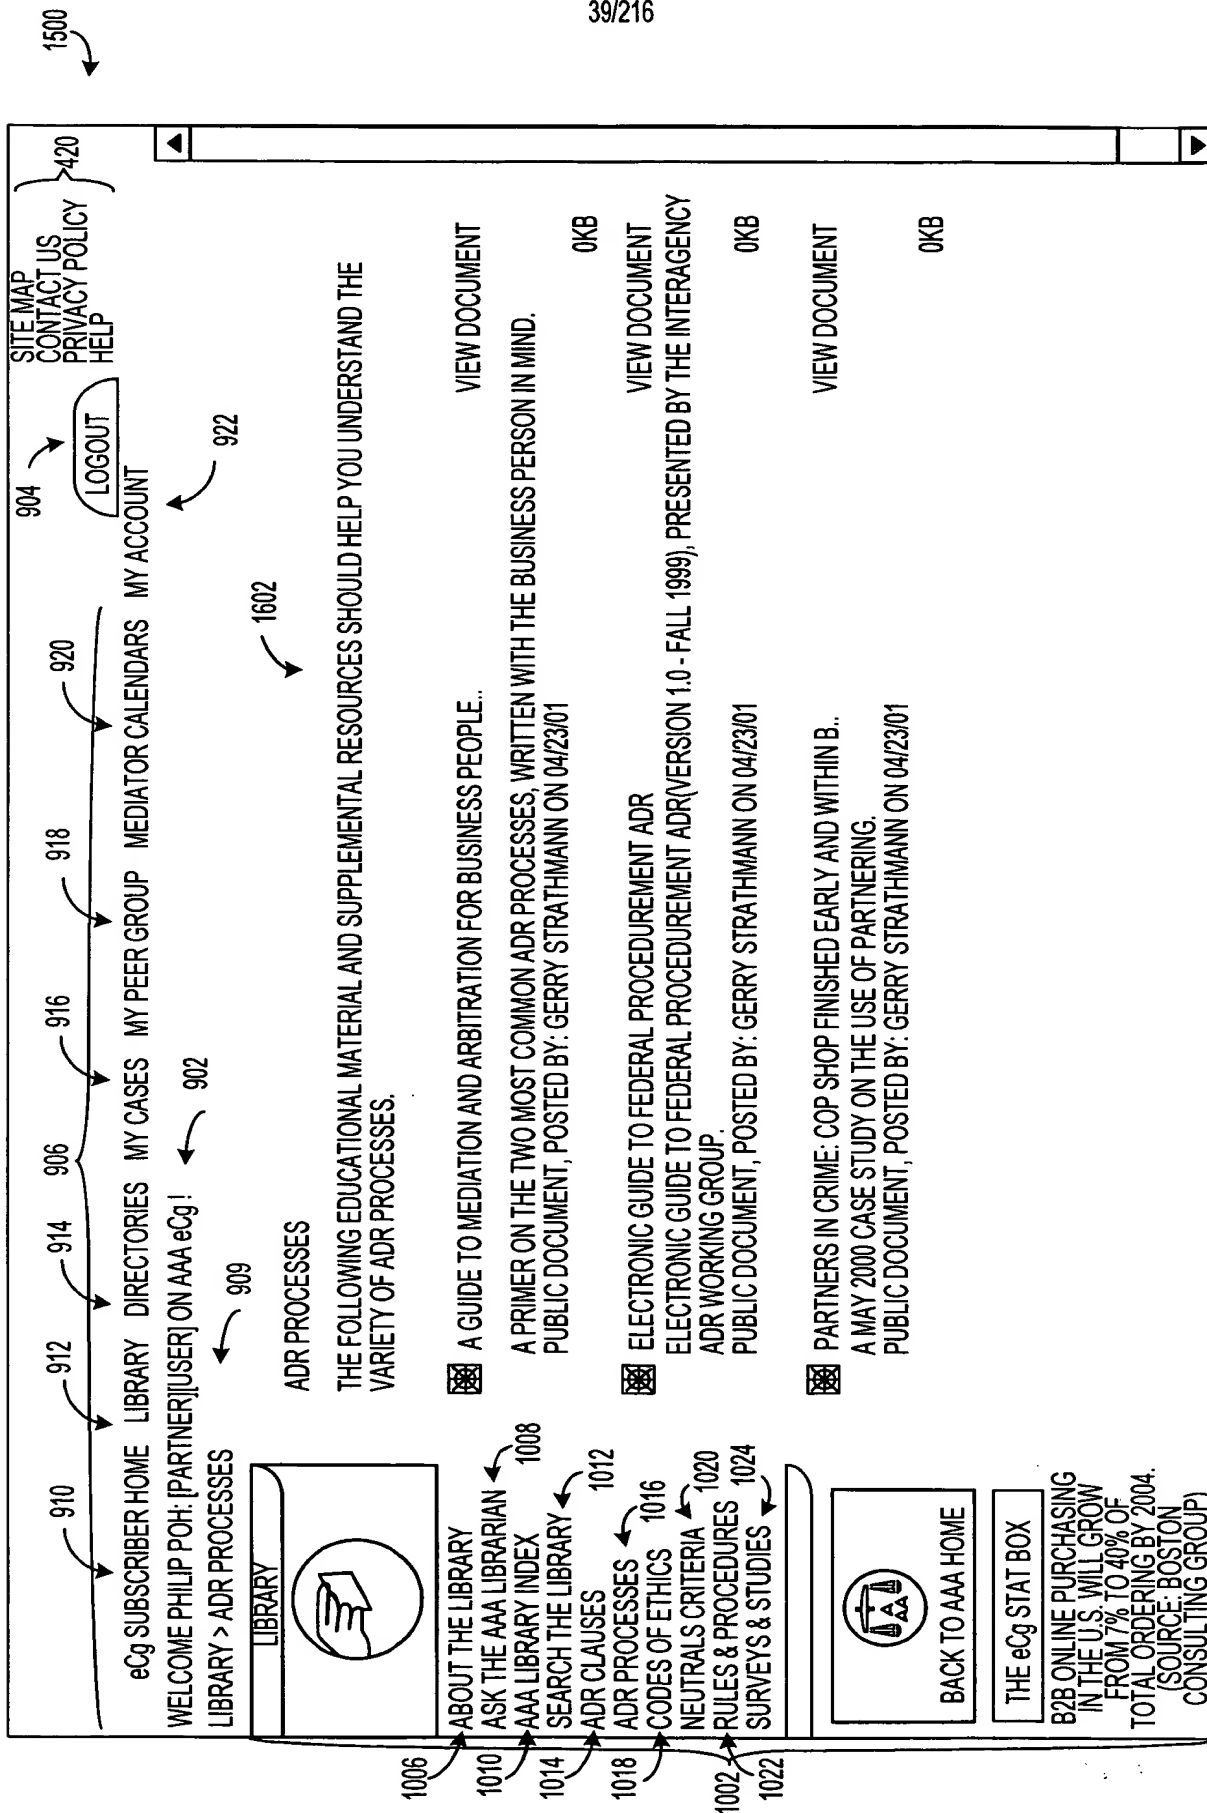 39/216
1500
904
SITE MAP
CONTACT US
PRIVACY POLICY
HELP
420
LOGOUT
906
910
912
914
916
918
920
922
eCg SUBSCRIBER HOME LIBRARY DIRECTORIES MY CASES MY PEER GROUP MEDIATOR CALENDARS MY ACCOUNT
WELCOME PHILIP POH: [PARTNER][USER] ON AAA eCg !
902
LIBRARY > ADR PROCESSES
909
1602
LIBRARY
1006
ABOUT THE LIBRARY
ASK THE AAA LIBRARIAN
1008
1010
AAA LIBRARY INDEX
SEARCH THE LIBRARY
1012
1014
ADR CLAUSES
ADR PROCESSES
1016
1018
CODES OF ETHICS
NEUTRALS CRITERIA
1020
1002
1022
RULES & PROCEDURES
SURVEYS & STUDIES
1024
BACK TO AAA HOME
THE eCg STAT BOX
B2B ONLINE PURCHASING
IN THE U.S. WILL GROW
FROM 7% TO 40% OF
TOTAL ORDERING BY 2004.
(SOURCE: BOSTON
CONSULTING GROUP)
ADR PROCESSES
THE FOLLOWING EDUCATIONAL MATERIAL AND SUPPLEMENTAL RESOURCES SHOULD HELP YOU UNDERSTAND THE
VARIETY OF ADR PROCESSES.
A GUIDE TO MEDIATION AND ARBITRATION FOR BUSINESS PEOPLE.. VIEW DOCUMENT
A PRIMER ON THE TWO MOST COMMON ADR PROCESSES, WRITTEN WITH THE BUSINESS PERSON IN MIND.
PUBLIC DOCUMENT, POSTED BY: GERRY STRATHMANN ON 04/23/01
0KB
ELECTRONIC GUIDE TO FEDERAL PROCEDUREMENT ADR VIEW DOCUMENT
ELECTRONIC GUIDE TO FEDERAL PROCEDUREMENT ADR(VERSION 1.0 - FALL 1999), PRESENTED BY THE INTERAGENCY
ADR WORKING GROUP.
PUBLIC DOCUMENT, POSTED BY: GERRY STRATHMANN ON 04/23/01
0KB
PARTNERS IN CRIME: COP SHOP FINISHED EARLY AND WITHIN B.. VIEW DOCUMENT
A MAY 2000 CASE STUDY ON THE USE OF PARTNERING.
PUBLIC DOCUMENT, POSTED BY: GERRY STRATHMANN ON 04/23/01
0KB